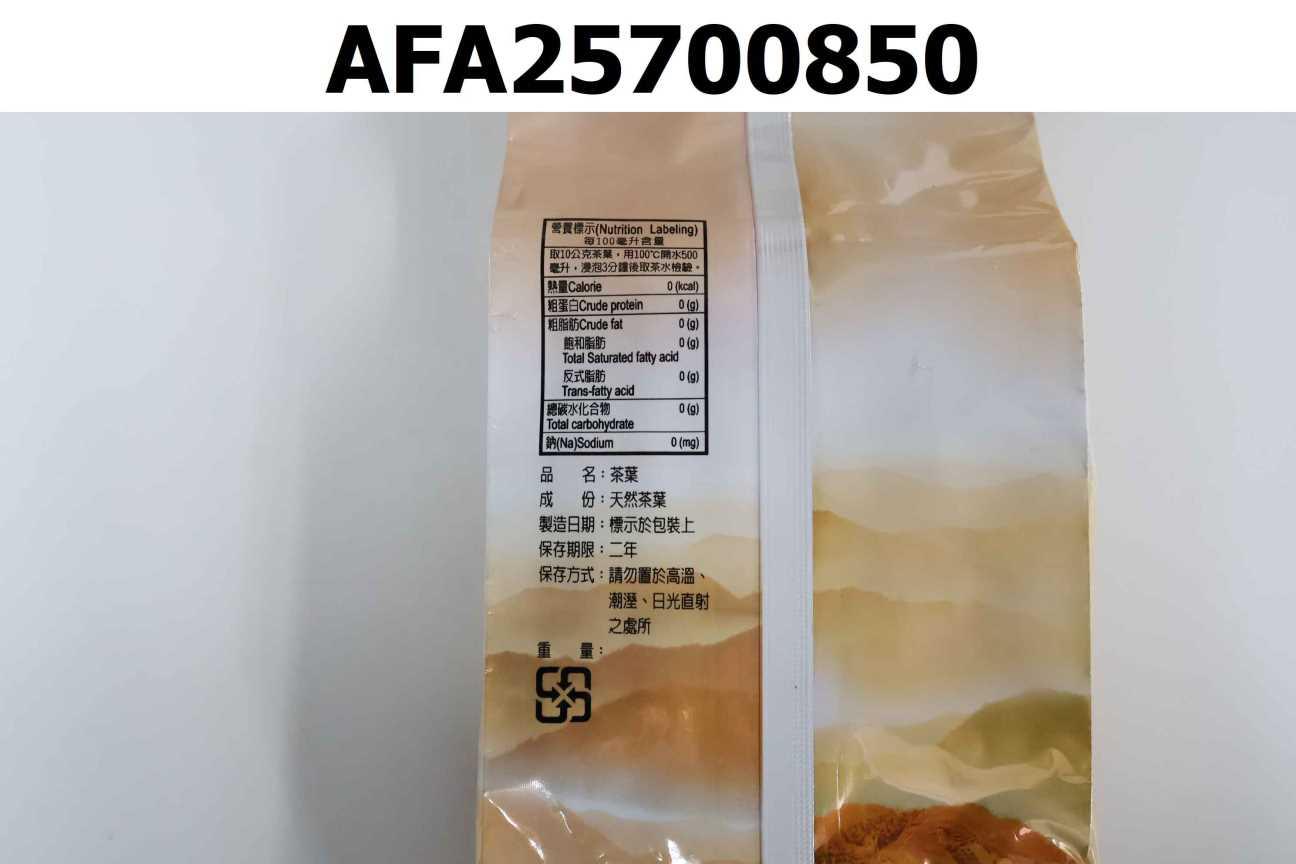 AFA25700850
營養標示(Nutrition Labeling)
每100毫升含量
取10公克茶葉，用100℃開水500
毫升，浸泡3分鐘後取茶水檢驗。
熱量Calorie 0 (kcal)
粗蛋白Crude protein 0 (g)
粗脂肪Crude fat 0 (g)
飽和脂肪 0 (g)
Total Saturated fatty acid
反式脂肪 0 (g)
Trans-fatty acid
總碳水化合物 0 (g)
Total carbohydrate
鈉(Na)Sodium 0 (mg)
品 名：茶葉
成 份：天然茶葉
製造日期：標示於包裝上
保存期限：二年
保存方式：請勿置於高溫、
潮溼、日光直射
之處所
重 量：